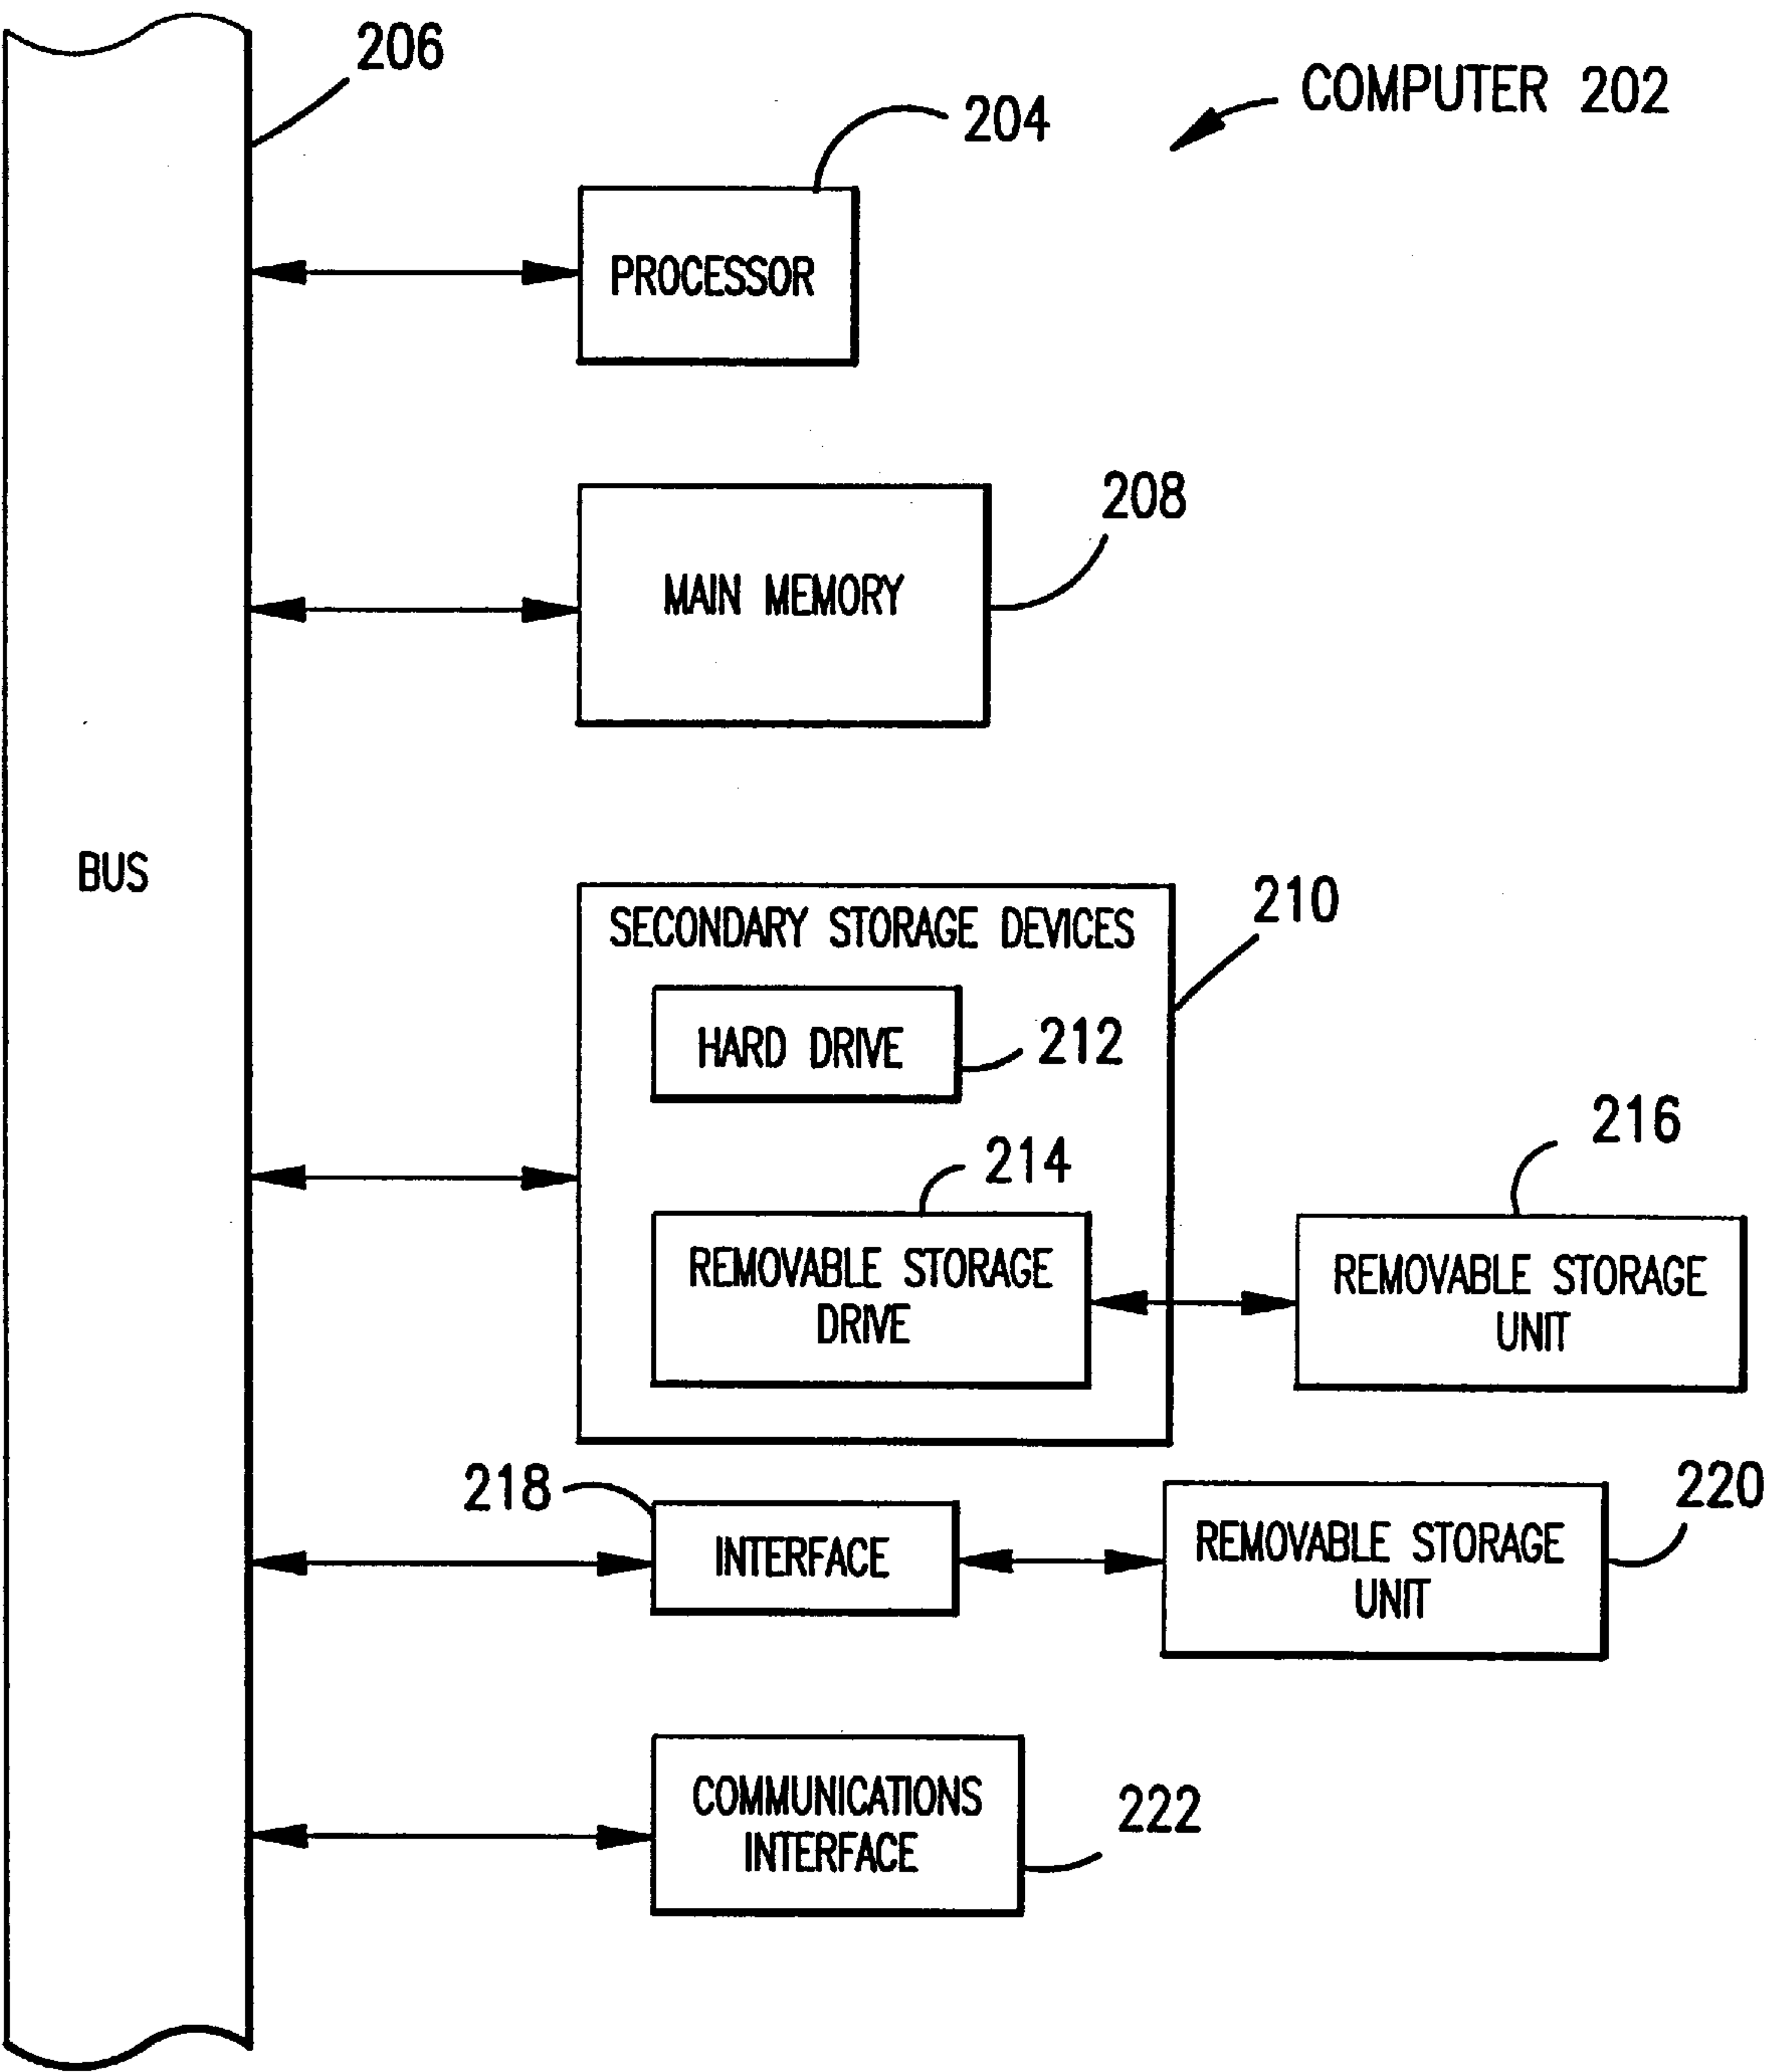 206
COMPUTER 202
204
PROCESSOR
208
MAIN MEMORY
BUS
210
SECONDARY STORAGE DEVICES
HARD DRIVE
212
216
214
REMOVABLE STORAGE
DRIVE
REMOVABLE STORAGE
UNIT
218
INTERFACE
220
REMOVABLE STORAGE
UNIT
COMMUNICATIONS
INTERFACE
222